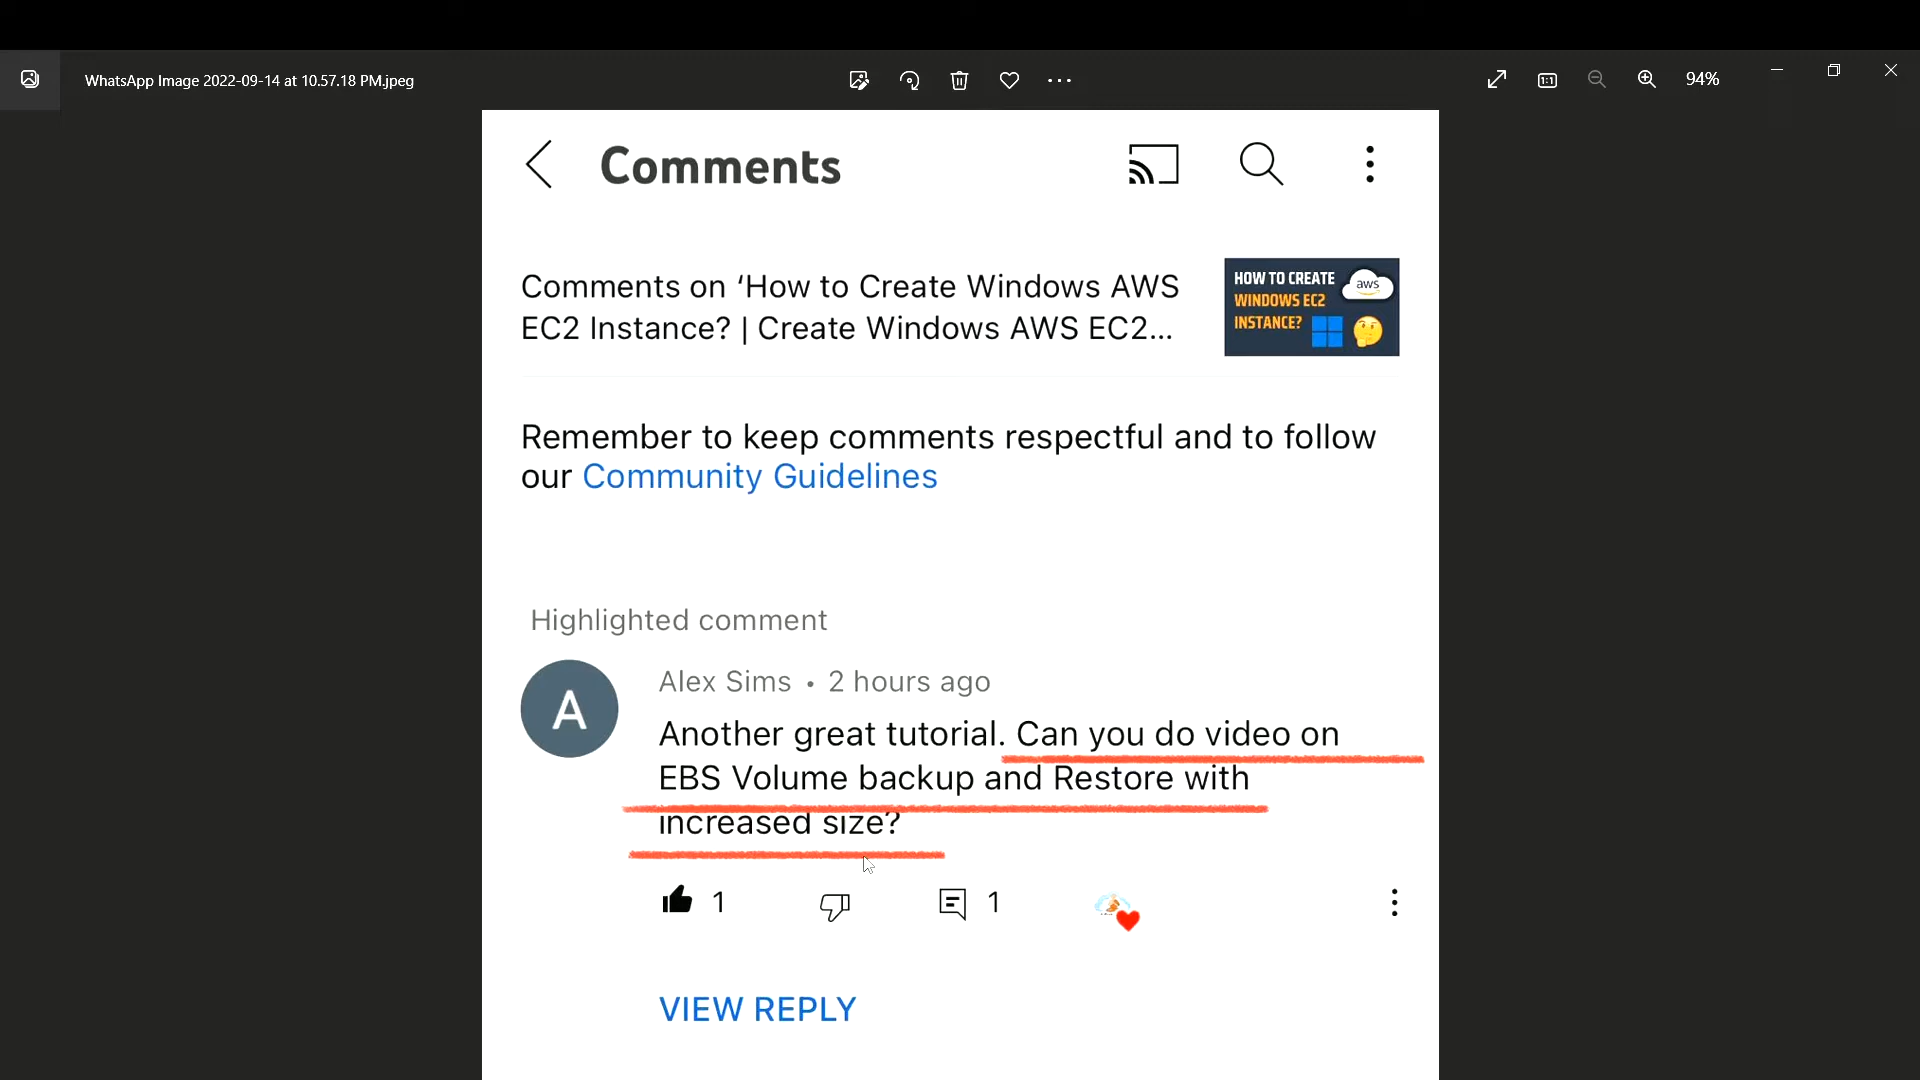 WhatsApp Image 2022-09-14 at 10.57.18 PM.jpeg
94%
Comments
Comments on ‘How to Create Windows AWS
EC2 Instance? | Create Windows AWS EC2...
HOW TO CREATE
WINDOWS EC2
INSTANCE?
aws
Remember to keep comments respectful and to follow
our Community Guidelines
Highlighted comment
A
Alex Sims • 2 hours ago
Another great tutorial. Can you do video on
EBS Volume backup and Restore with
increased size?
1
1
VIEW REPLY